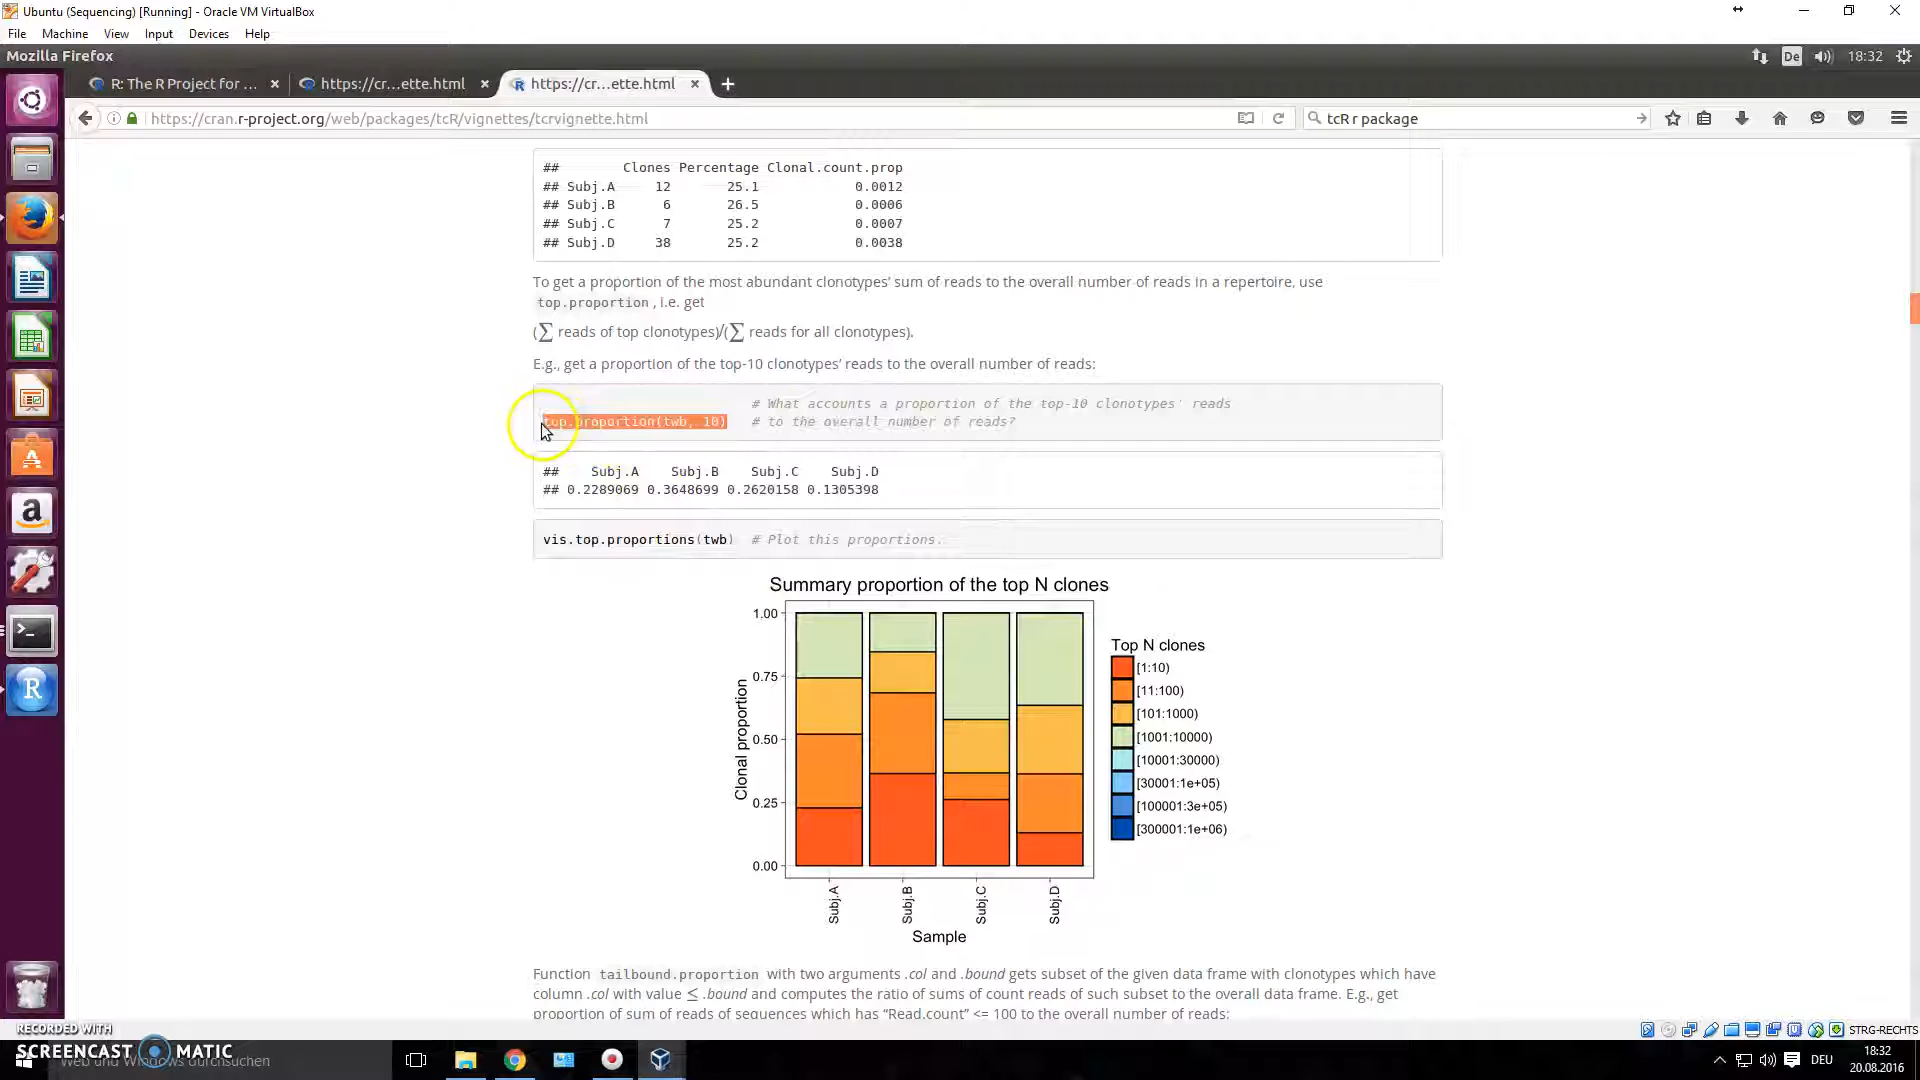 Ubuntu (Sequencing) [Running] - Oracle VM VirtualBox
File Machine View Input Devices Help
Mozilla Firefox
De
18:32
R: The R Project for ...
https://cr...ette.html
https://cr...ette.html
https://cran.r-project.org/web/packages/tcR/vignettes/tcrvignette.html
tcR r package
## Clones Percentage Clonal.count.prop
## Subj.A 12 25.1 0.0012
## Subj.B 6 26.5 0.0006
## Subj.C 7 25.2 0.0007
## Subj.D 38 25.2 0.0038
To get a proportion of the most abundant clonotypes’ sum of reads to the overall number of reads in a repertoire, use
top.proportion , i.e. get
(∑ reads of top clonotypes)/(∑ reads for all clonotypes).
E.g., get a proportion of the top-10 clonotypes’ reads to the overall number of reads:
# What accounts a proportion of the top-10 clonotypes' reads
top.proportion(twb, 10) # to the overall number of reads?
## Subj.A Subj.B Subj.C Subj.D
## 0.2289069 0.3648699 0.2620158 0.1305398
vis.top.proportions(twb) # Plot this proportions.
Summary proportion of the top N clones
1.00
0.75
0.50
0.25
0.00
Clonal proportion
Subj.A
Subj.B
Subj.C
Subj.D
Sample
Top N clones
[1:10)
[11:100)
[101:1000)
[1001:10000)
[10001:30000)
[30001:1e+05)
[100001:3e+05)
[300001:1e+06)
Function tailbound.proportion with two arguments .col and .bound gets subset of the given data frame with clonotypes which have
column .col with value ≤ .bound and computes the ratio of sums of count reads of such subset to the overall data frame. E.g., get
proportion of sum of reads of sequences which has “Read.count” <= 100 to the overall number of reads:
STRG-RECHTS
RECORDED WITH
SCREENCAST MATIC
Web und Windows durchsuchen
DEU
18:32
20.08.2016